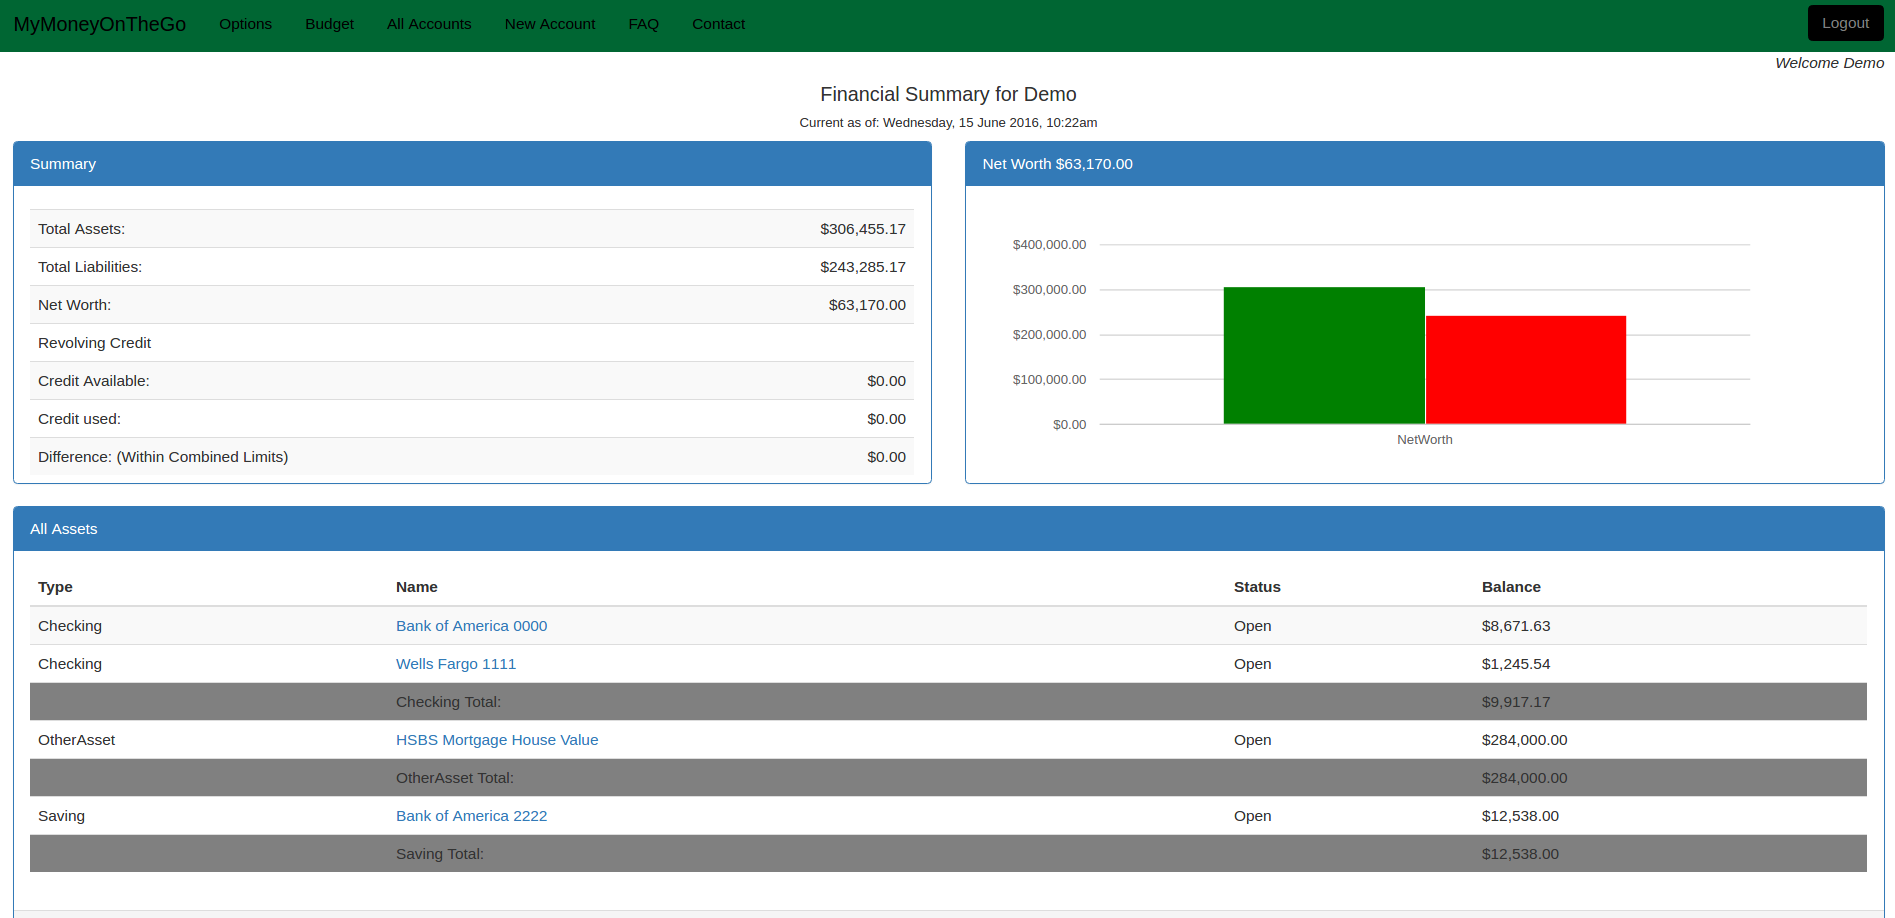 MyMoneyOnTheGo Options Budget All Accounts New Account FAQ Contact Logout
Welcome Demo
Financial Summary for Demo
Current as of: Wednesday, 15 June 2016, 10:22am
Summary
Total Assets: $306,455.17
Total Liabilities: $243,285.17
Net Worth: $63,170.00
Revolving Credit
Credit Available: $0.00
Credit used: $0.00
Difference: (Within Combined Limits) $0.00
Net Worth $63,170.00
$400,000.00
$300,000.00
$200,000.00
$100,000.00
$0.00
NetWorth
All Assets
Type Name Status Balance
Checking Bank of America 0000 Open $8,671.63
Checking Wells Fargo 1111 Open $1,245.54
Checking Total: $9,917.17
OtherAsset HSBS Mortgage House Value Open $284,000.00
OtherAsset Total: $284,000.00
Saving Bank of America 2222 Open $12,538.00
Saving Total: $12,538.00